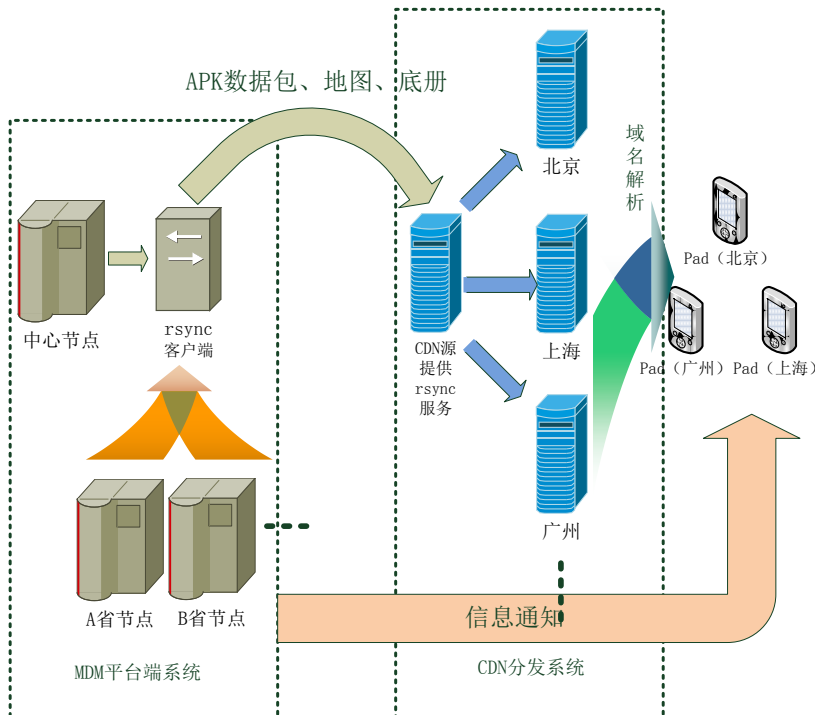 APK数据包、地图、底册
域
名
解
析
北京
Pad（北京）
中心节点
rsync
客户端
CDN源
提供
rsync
服务
上海
Pad（广州）
Pad（上海）
广州
A省节点
B省节点
信息通知
MDM平台端系统
CDN分发系统